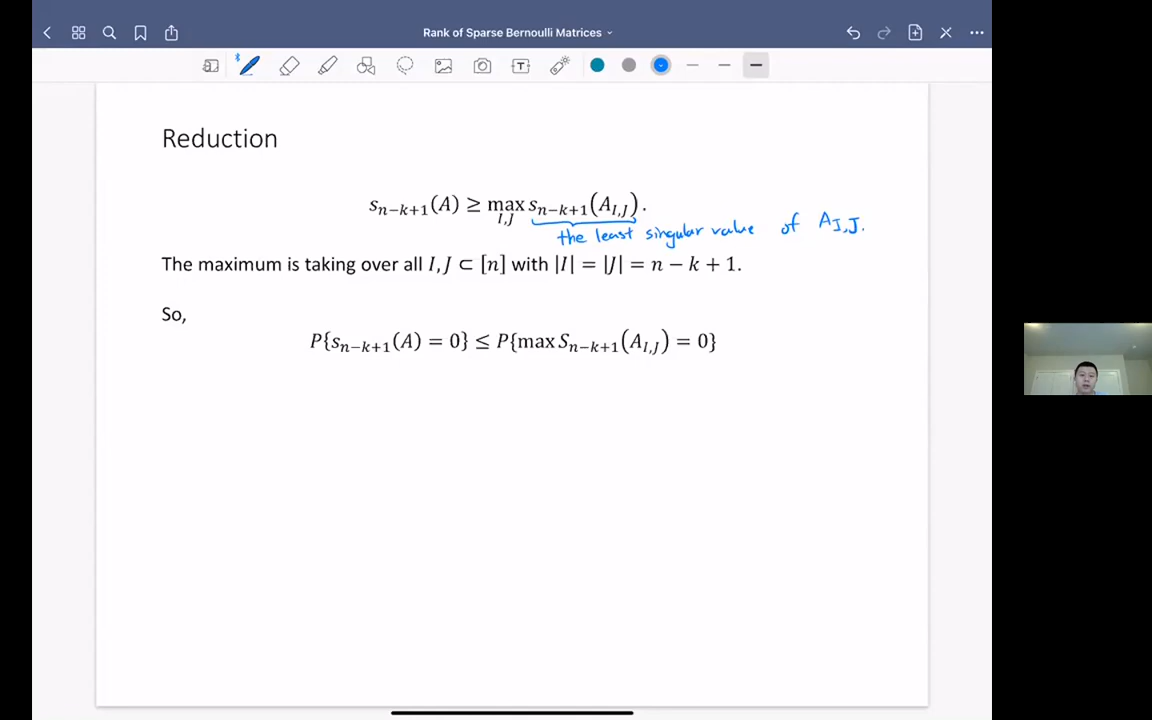 Rank of Sparse Bernoulli Matrices
Reduction
s_{n−k+1}(A) ≥ max_{I,J} s_{n−k+1}(A_{I,J}).
the least singular value of A_{I,J}.
The maximum is taking over all I, J ⊂ [n] with |I| = |J| = n − k + 1.
So,
P{s_{n−k+1}(A) = 0} ≤ P{max S_{n−k+1}(A_{I,J}) = 0}